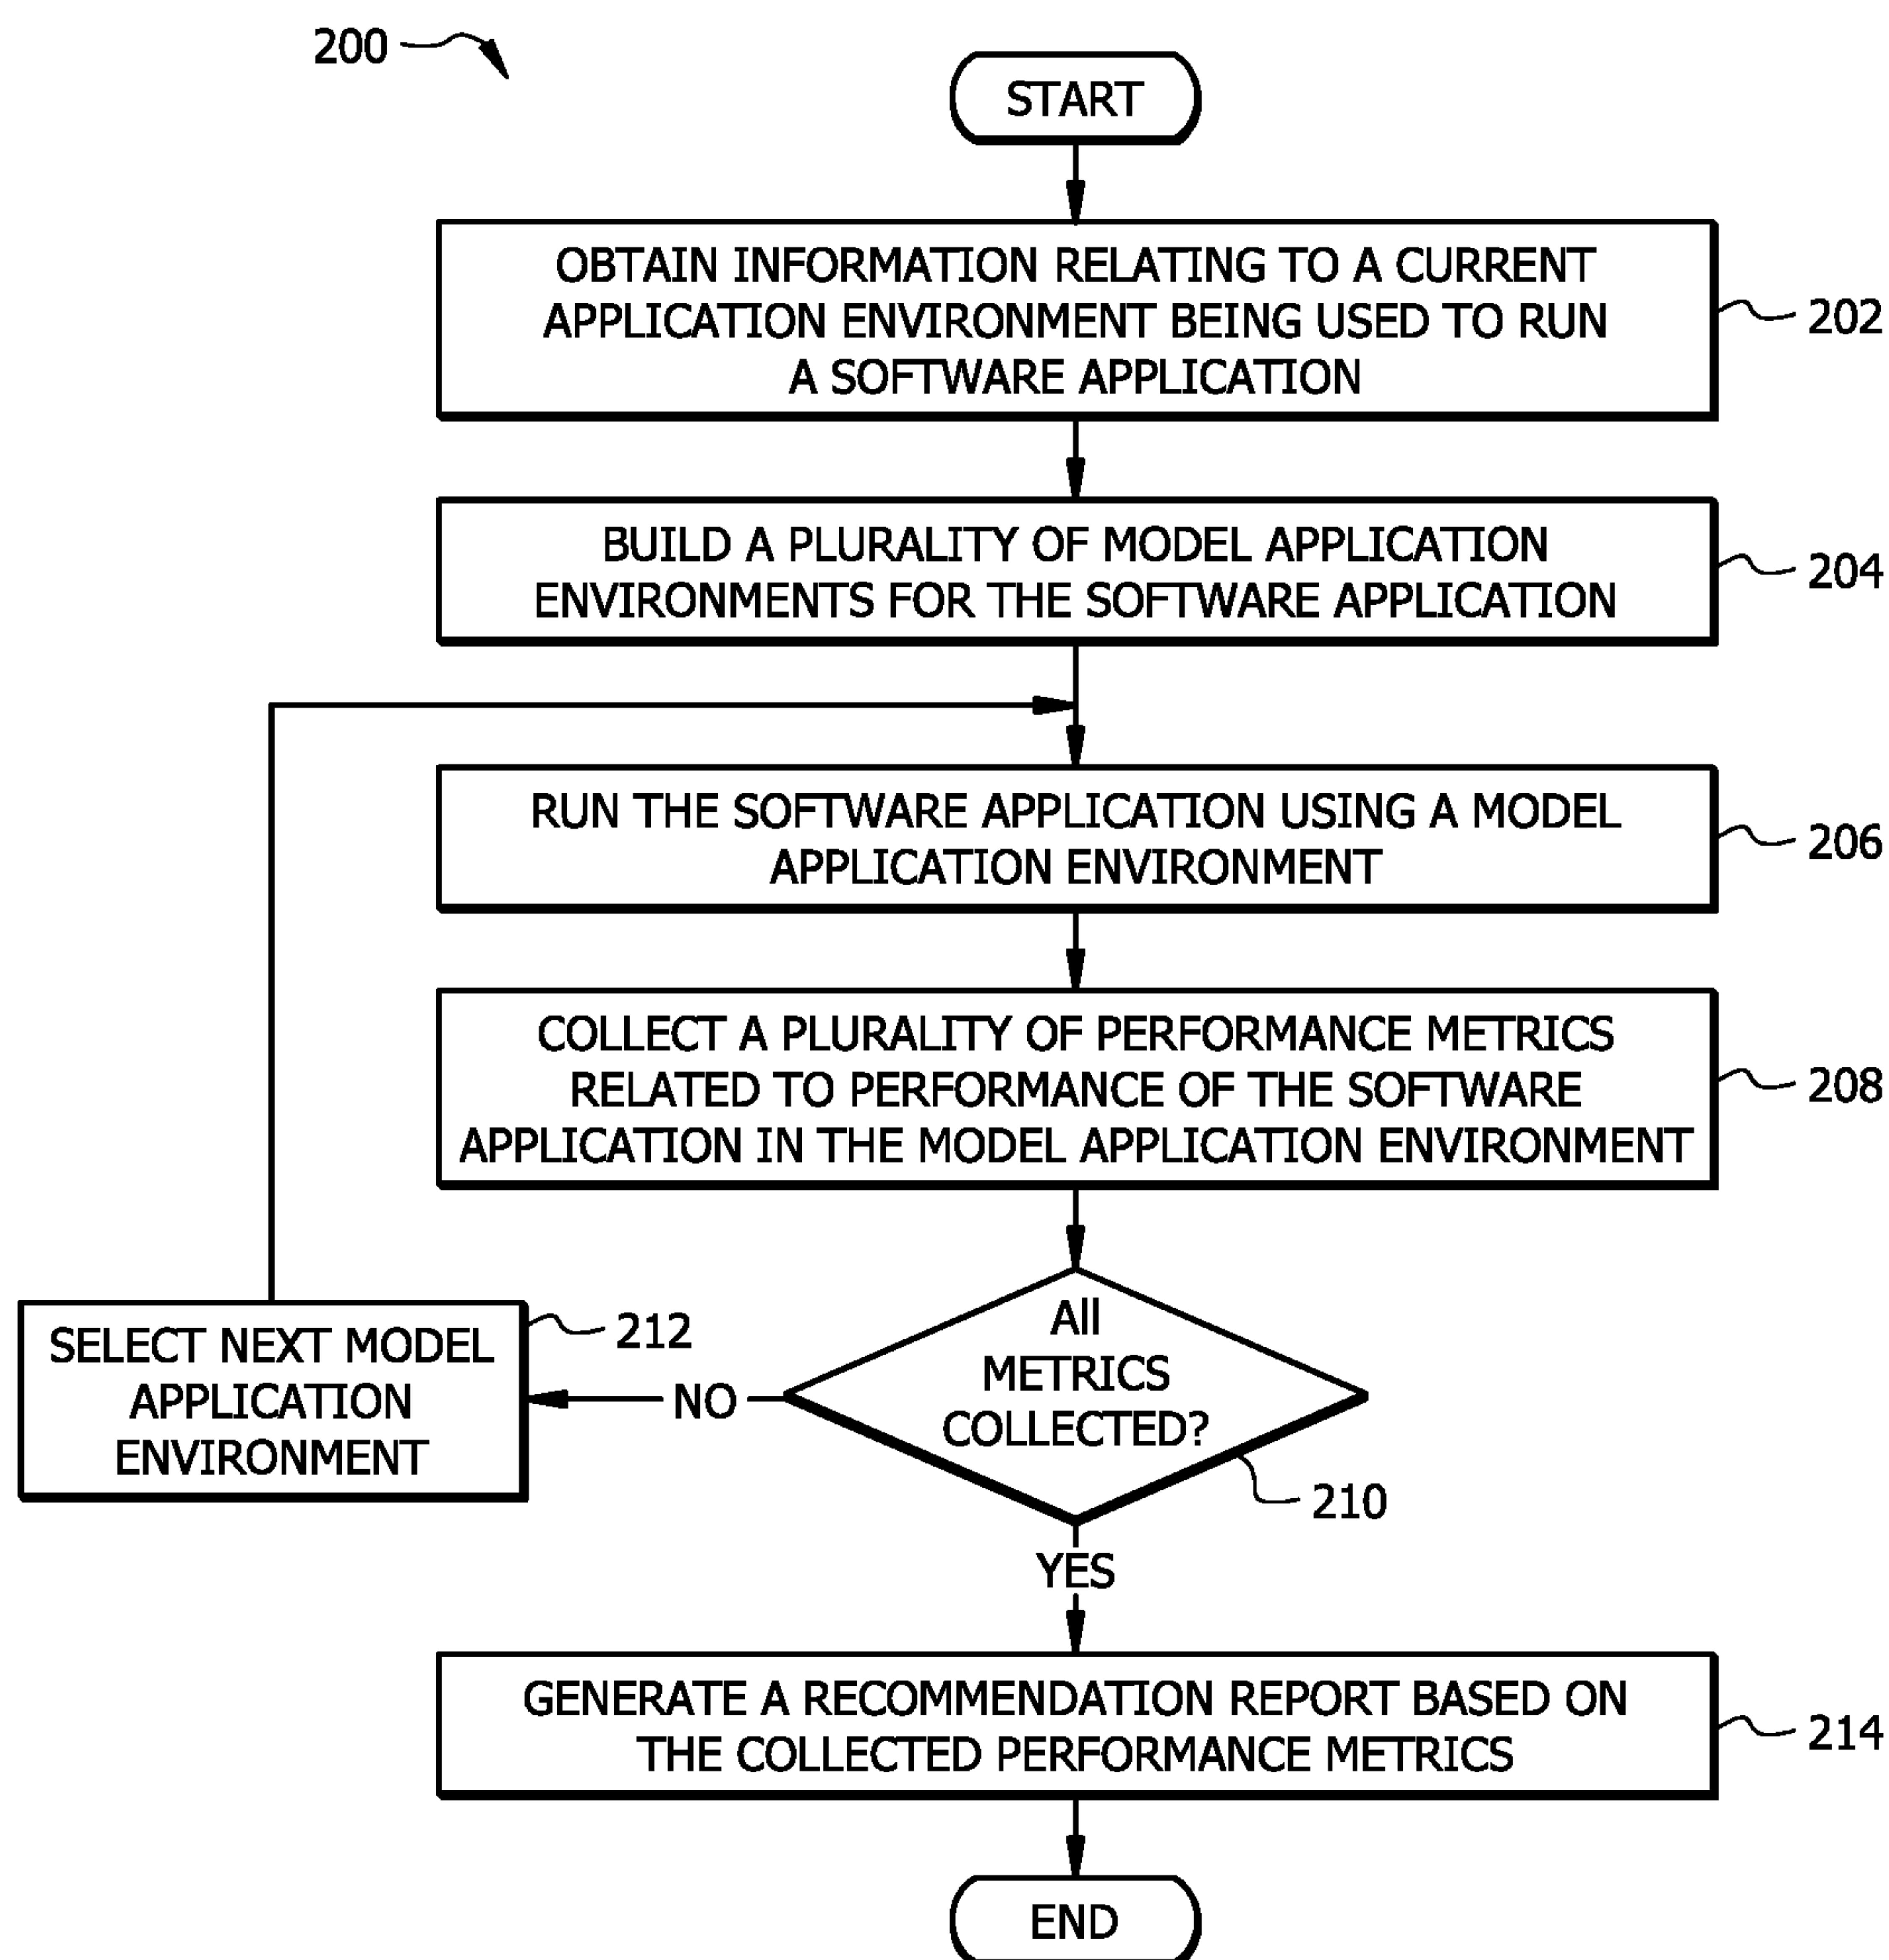 200
START
OBTAIN INFORMATION RELATING TO A CURRENT
APPLICATION ENVIRONMENT BEING USED TO RUN
A SOFTWARE APPLICATION
202
BUILD A PLURALITY OF MODEL APPLICATION
ENVIRONMENTS FOR THE SOFTWARE APPLICATION
204
RUN THE SOFTWARE APPLICATION USING A MODEL
APPLICATION ENVIRONMENT
206
COLLECT A PLURALITY OF PERFORMANCE METRICS
RELATED TO PERFORMANCE OF THE SOFTWARE
APPLICATION IN THE MODEL APPLICATION ENVIRONMENT
208
All
METRICS
COLLECTED?
210
NO
SELECT NEXT MODEL
APPLICATION
ENVIRONMENT
212
YES
GENERATE A RECOMMENDATION REPORT BASED ON
THE COLLECTED PERFORMANCE METRICS
214
END